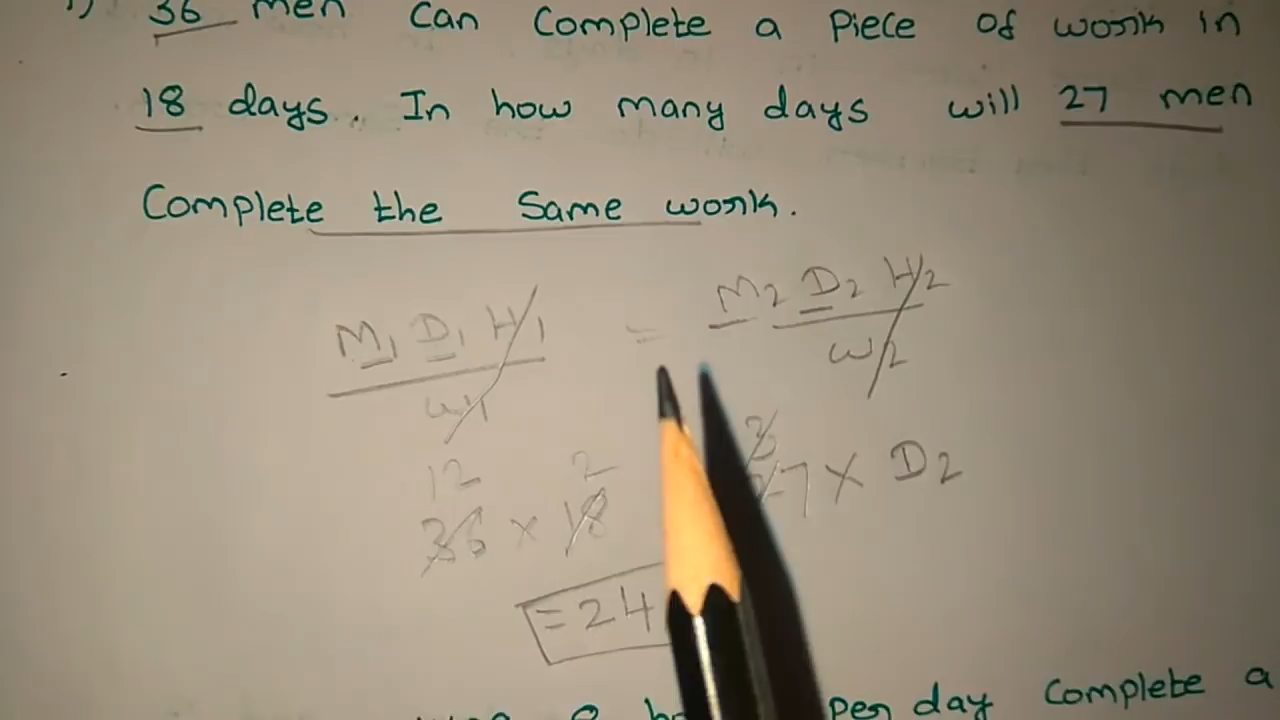 1) 36 men can complete a piece of work in
18 days. In how many days will 27 men
Complete the same work.
M1 D1 H1 = M2 D2 H2
W1 W2
12 2 3
36 × 18 27 × D2
= 24
per day complete a